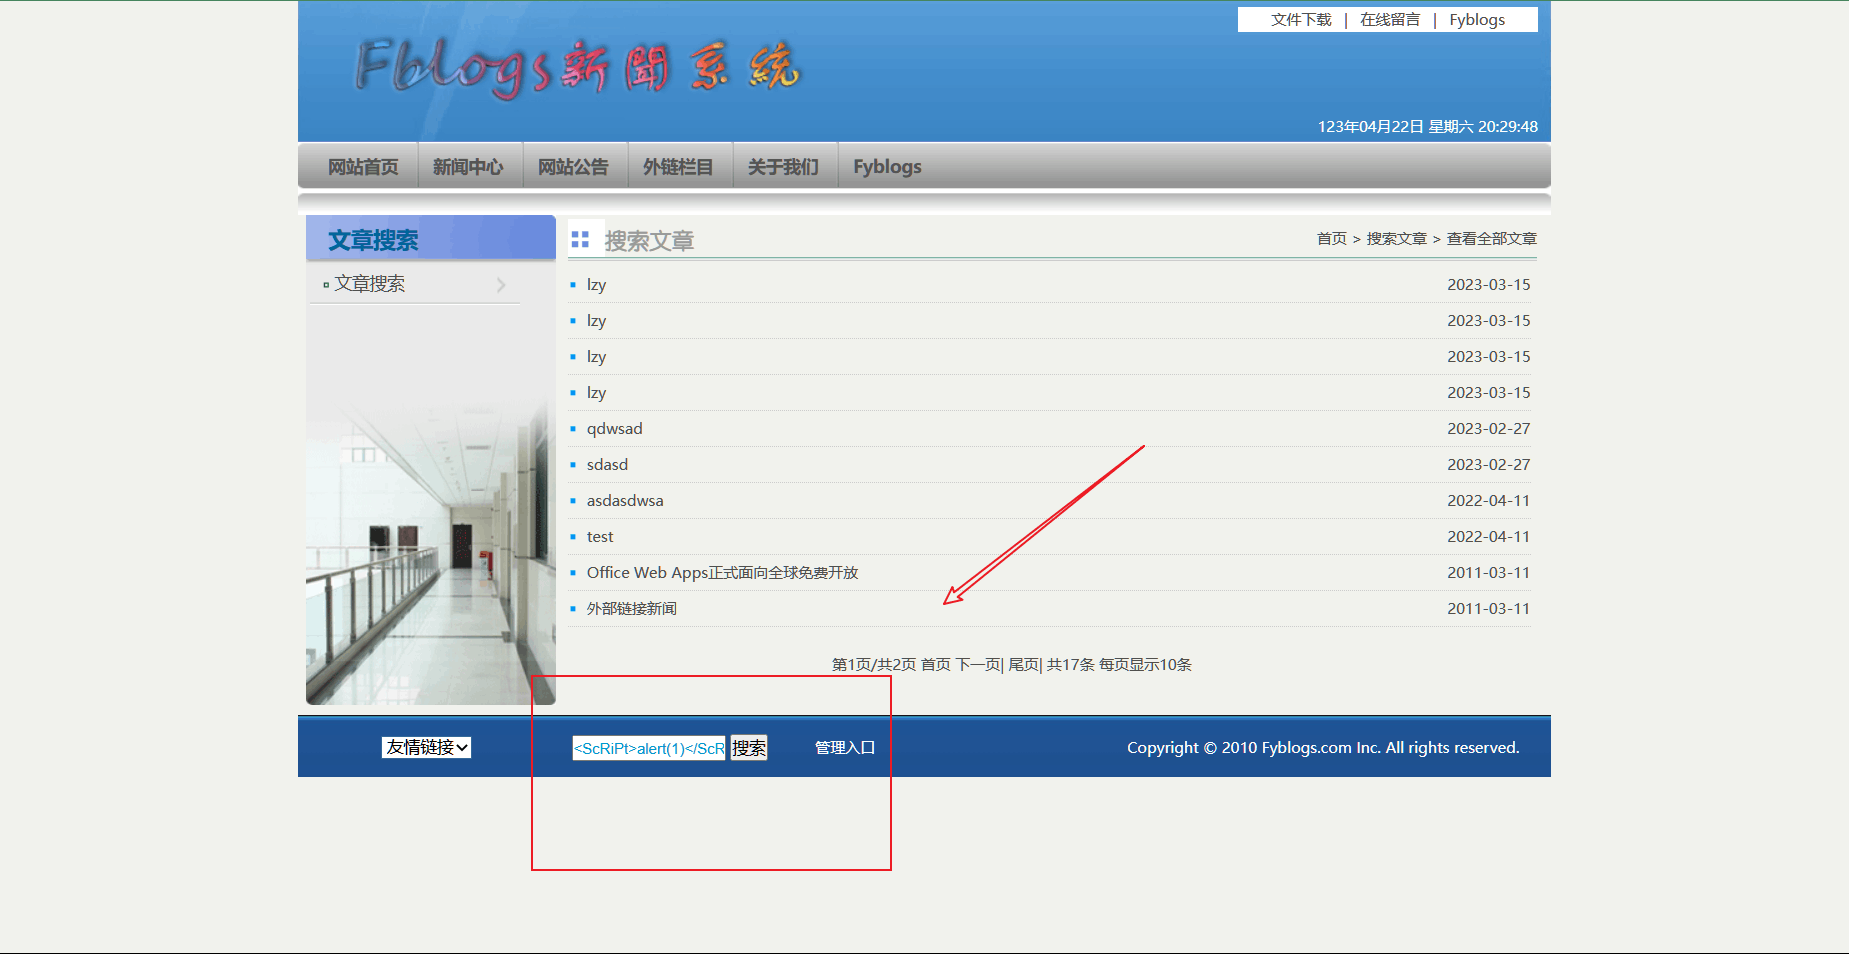 文件下载 | 在线留言 | Fyblogs
Fblogs新聞系統
123年04月22日 星期六 20:29:48
网站首页 新闻中心 网站公告 外链栏目 关于我们 Fyblogs
文章搜索
文章搜索
搜索文章 首页 > 搜索文章 > 查看全部文章
lzy 2023-03-15
lzy 2023-03-15
lzy 2023-03-15
lzy 2023-03-15
qdwsad 2023-02-27
sdasd 2023-02-27
asdasdwsa 2022-04-11
test 2022-04-11
Office Web Apps正式面向全球免费开放 2011-03-11
外部链接新闻 2011-03-11
第1页/共2页 首页 下一页| 尾页| 共17条 每页显示10条
友情链接 <ScRiPt>alert(1)</ScR 搜索 管理入口 Copyright © 2010 Fyblogs.com Inc. All rights reserved.